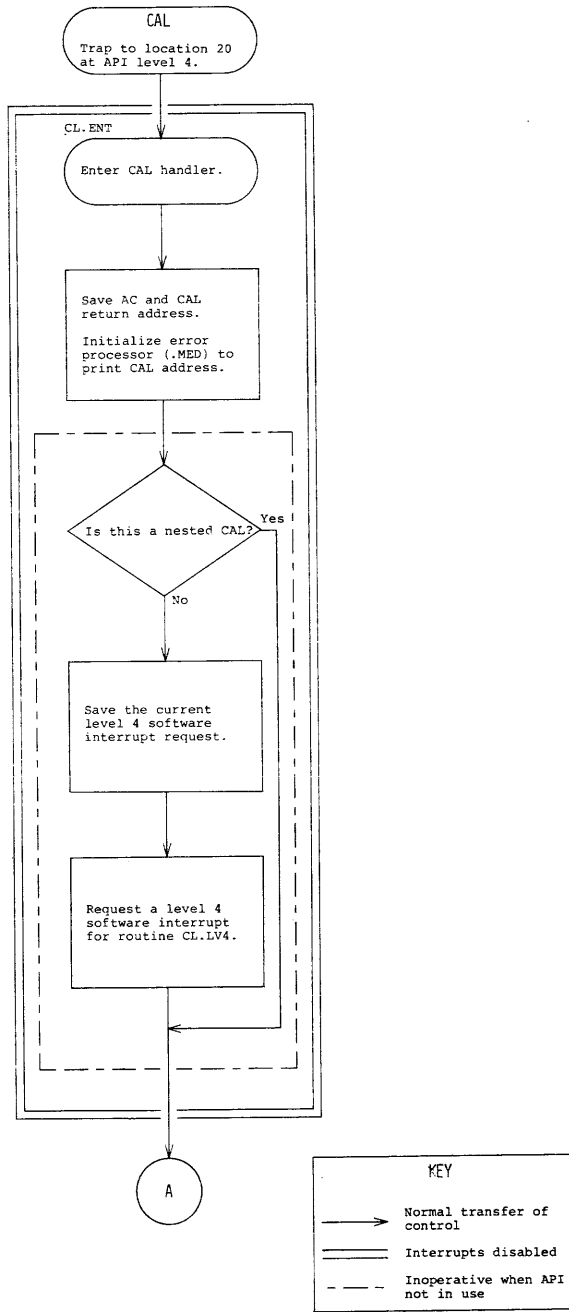 CAL
Trap to location 20
at API level 4.
CL.ENT
Enter CAL handler.
Save AC and CAL
return address.
Initialize error
processor (.MED) to
print CAL address.
Is this a nested CAL?
Yes
No
Save the current
level 4 software
interrupt request.
Request a level 4
software interrupt
for routine CL.LV4.
A
KEY
Normal transfer of
control
Interrupts disabled
Inoperative when API
not in use